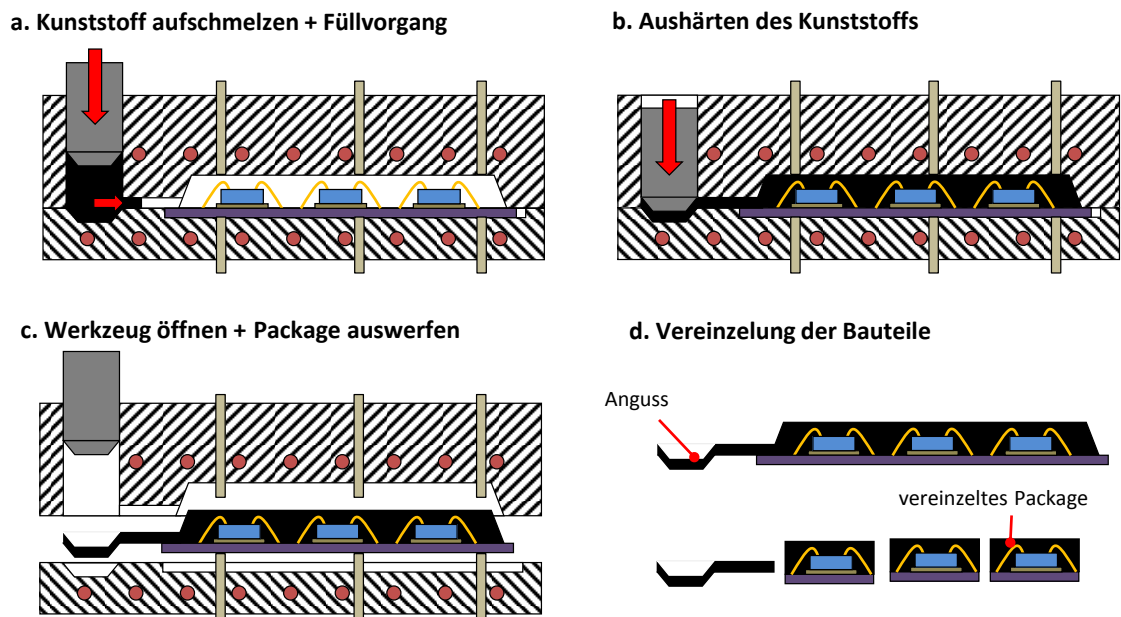 a. Kunststoff aufschmelzen + Füllvorgang
b. Aushärten des Kunststoffs
c. Werkzeug öffnen + Package auswerfen
d. Vereinzelung der Bauteile
Anguss
vereinzeltes Package